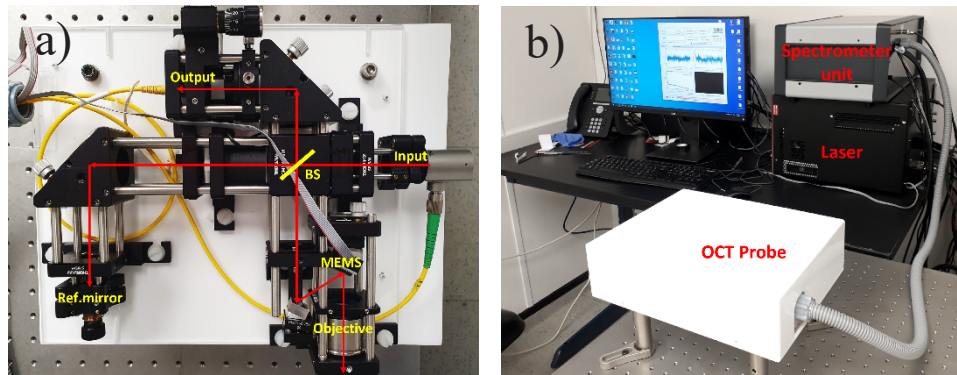 a)
Output
Input
BS
MEMS
Ref.mirror
Objective
b)
Spectrometer
unit
Laser
OCT Probe